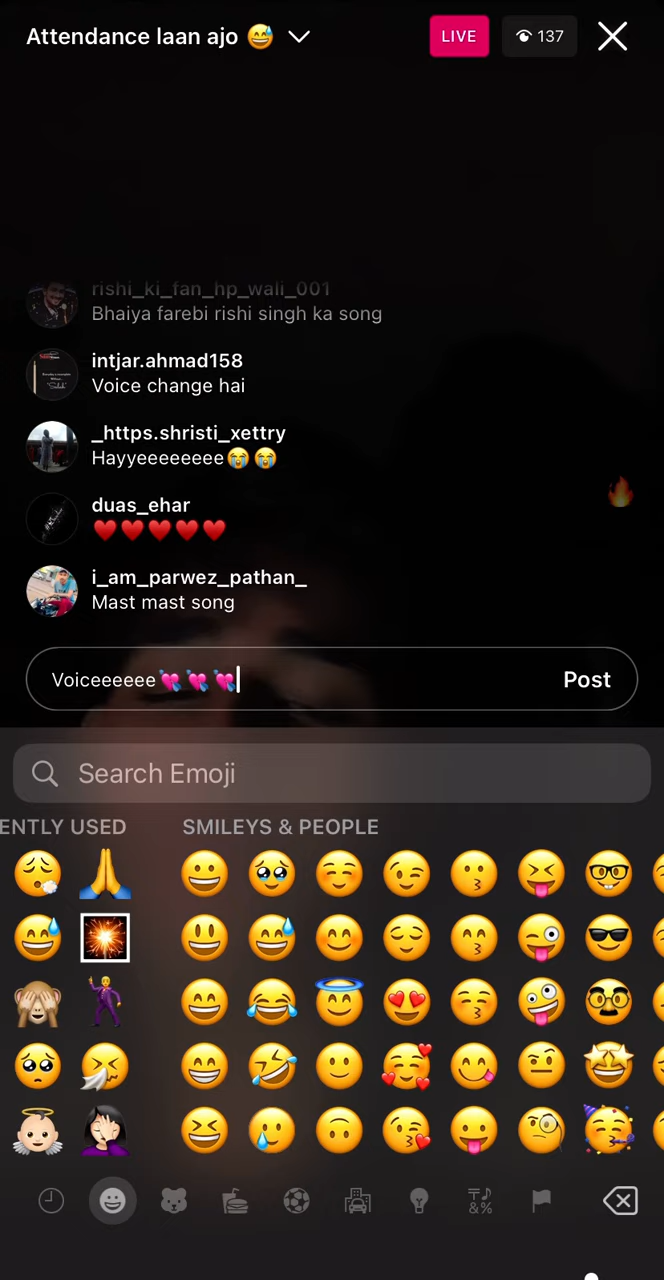 Attendance laan ajo 😅
LIVE
137
rishi_ki_fan_hp_wali_001
Bhaiya farebi rishi singh ka song
intjar.ahmad158
Voice change hai
_https.shristi_xettry
Hayyeeeeeeee😭😭
duas_ehar
❤️❤️❤️❤️❤️
i_am_parwez_pathan_
Mast mast song
Voiceeeeee💘💘💘
Post
Search Emoji
ENTLY USED
SMILEYS & PEOPLE